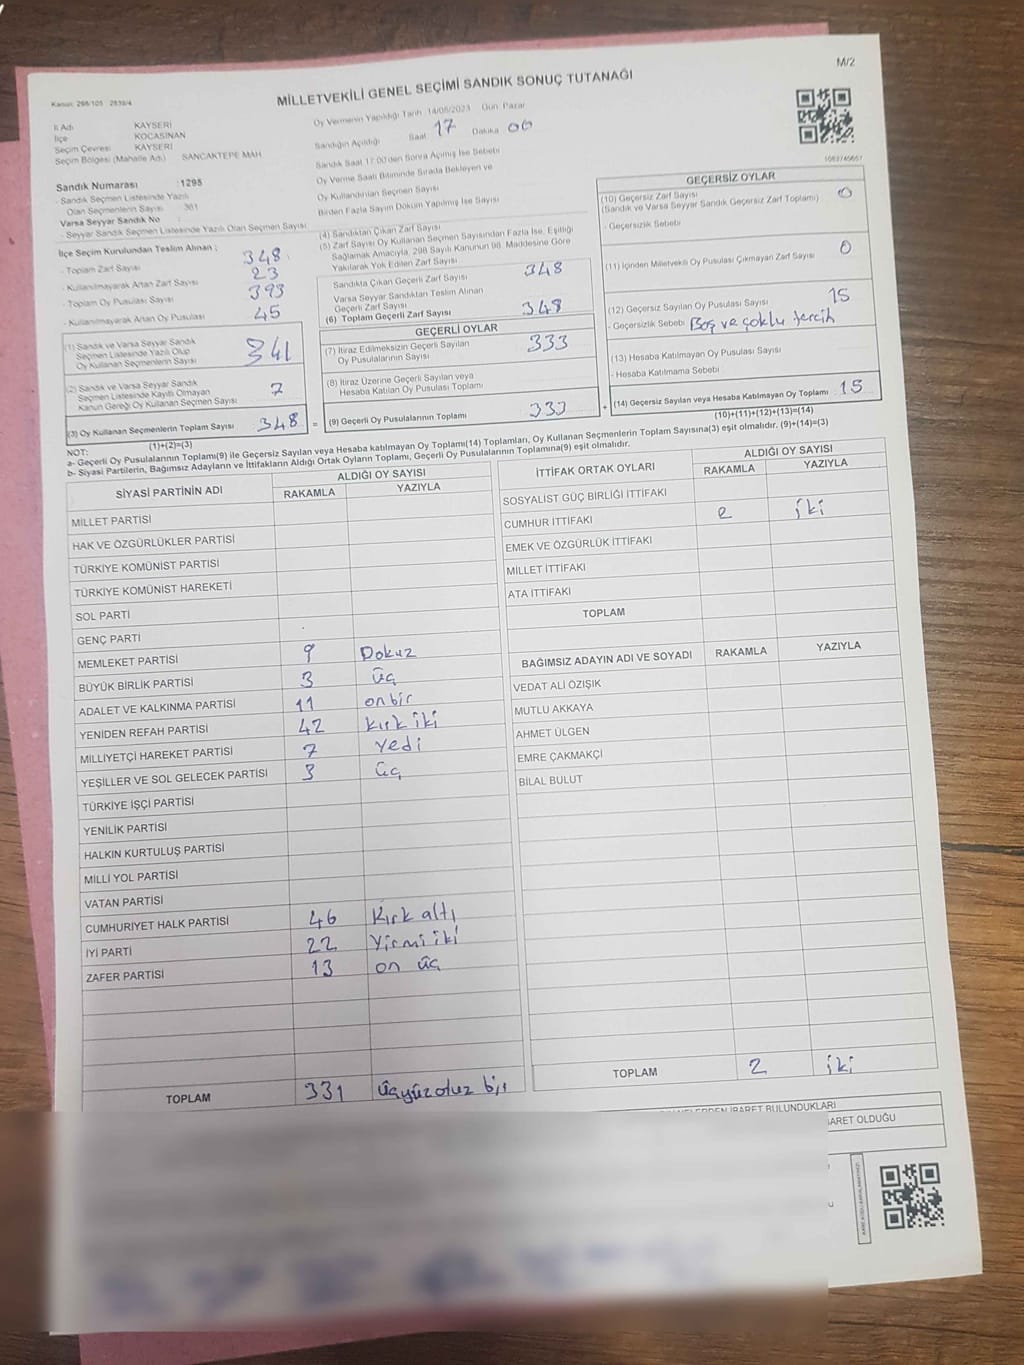 M/2
Kanun: 298/105 2839/4
MİLLETVEKİLİ GENEL SEÇİMİ SANDIK SONUÇ TUTANAĞI
İl Adı KAYSERİ
İlçe KOCASİNAN
Seçim Çevresi KAYSERİ
Seçim Bölgesi (Mahalle Adı) SANCAKTEPE MAH
Oy Vermenin Yapıldığı Tarih :14/05/2023 Gün: Pazar
Sandığın Açıldığı Saat 17 Dakika 00
Sandık Saat 17:00'den Sonra Açılmış İse Sebebi
Oy Verme Saati Bitiminde Sırada Bekleyen ve
Oy Kullandırılan Seçmen Sayısı
Birden Fazla Sayım Döküm Yapılmış İse Sayısı
Sandık Numarası :1295
- Sandık Seçmen Listesinde Yazılı
Olan Seçmenlerin Sayısı : 361
Varsa Seyyar Sandık No :
- Seyyar Sandık Seçmen Listesinde Yazılı Olan Seçmen Sayısı
İlçe Seçim Kurulundan Teslim Alınan ;
- Toplam Zarf Sayısı 348
- Kullanılmayarak Artan Zarf Sayısı 23
- Toplam Oy Pusulası Sayısı 393
- Kullanılmayarak Artan Oy Pusulası 45
(1) Sandık ve Varsa Seyyar Sandık
Seçmen Listesinde Yazılı Olup
Oy Kullanan Seçmenlerin Sayısı 341
(2) Sandık ve Varsa Seyyar Sandık
Seçmen Listesinde Kayıtlı Olmayan
Kanun Gereği Oy Kullanan Seçmen Sayısı 7
(3) Oy Kullanan Seçmenlerin Toplam Sayısı 348
(1)+(2)=(3)
(4) Sandıktan Çıkan Zarf Sayısı
(5) Zarf Sayısı Oy Kullanan Seçmen Sayısından Fazla İse, Eşitliği
Sağlamak Amacıyla, 298 Sayılı Kanunun 98. Maddesine Göre
Yakılarak Yok Edilen Zarf Sayısı
Sandıkta Çıkan Geçerli Zarf Sayısı 348
Varsa Seyyar Sandıktan Teslim Alınan
Geçerli Zarf Sayısı
(6) Toplam Geçerli Zarf Sayısı 348
GEÇERLİ OYLAR
(7) İtiraz Edilmeksizin Geçerli Sayılan
Oy Pusulalarının Sayısı 333
(8) İtiraz Üzerine Geçerli Sayılan veya
Hesaba Katılan Oy Pusulası Toplamı
= (9) Geçerli Oy Pusulalarının Toplamı 333 +
GEÇERSİZ OYLAR
(10) Geçersiz Zarf Sayısı
(Sandık ve Varsa Seyyar Sandık Geçersiz Zarf Toplamı) 0
- Geçersizlik Sebebi
(11) İçinden Milletvekili Oy Pusulası Çıkmayan Zarf Sayısı 0
(12) Geçersiz Sayılan Oy Pusulası Sayısı 15
- Geçersizlik Sebebi Boş ve çoklu tercih
(13) Hesaba Katılmayan Oy Pusulası Sayısı
- Hesaba Katılmama Sebebi
(14) Geçersiz Sayılan veya Hesaba Katılmayan Oy Toplamı 15
(10)+(11)+(12)+(13)=(14)
NOT:
a- Geçerli Oy Pusulalarının Toplamı(9) ile Geçersiz Sayılan veya Hesaba katılmayan Oy Toplamı(14) Toplamları, Oy Kullanan Seçmenlerin Toplam Sayısına(3) eşit olmalıdır. (9)+(14)=(3)
b- Siyasi Partilerin, Bağımsız Adayların ve İttifakların Aldığı Ortak Oyların Toplamı, Geçerli Oy Pusulalarının Toplamına(9) eşit olmalıdır.
SİYASİ PARTİNİN ADI ALDIĞI OY SAYISI
RAKAMLA YAZIYLA
MİLLET PARTİSİ
HAK VE ÖZGÜRLÜKLER PARTİSİ
TÜRKİYE KOMÜNİST PARTİSİ
TÜRKİYE KOMÜNİST HAREKETİ
SOL PARTİ
GENÇ PARTİ
MEMLEKET PARTİSİ 9 Dokuz
BÜYÜK BİRLİK PARTİSİ 3 üç
ADALET VE KALKINMA PARTİSİ 11 onbir
YENİDEN REFAH PARTİSİ 42 kırk iki
MİLLİYETÇİ HAREKET PARTİSİ 7 Yedi
YEŞİLLER VE SOL GELECEK PARTİSİ 3 üç
TÜRKİYE İŞÇİ PARTİSİ
YENİLİK PARTİSİ
HALKIN KURTULUŞ PARTİSİ
MİLLİ YOL PARTİSİ
VATAN PARTİSİ
CUMHURİYET HALK PARTİSİ 46 Kırk altı
İYİ PARTİ 22 Yirmi iki
ZAFER PARTİSİ 13 on üç
TOPLAM 331 üçyüzotuz bir
İTTİFAK ORTAK OYLARI ALDIĞI OY SAYISI
RAKAMLA YAZIYLA
SOSYALİST GÜÇ BİRLİĞİ İTTİFAKI
CUMHUR İTTİFAKI 2 iki
EMEK VE ÖZGÜRLÜK İTTİFAKI
MİLLET İTTİFAKI
ATA İTTİFAKI
TOPLAM
BAĞIMSIZ ADAYIN ADI VE SOYADI RAKAMLA YAZIYLA
VEDAT ALİ ÖZIŞIK
MUTLU AKKAYA
AHMET ÜLGEN
EMRE ÇAKMAKÇİ
BİLAL BULUT
TOPLAM 2 iki
İBARET BULUNDUKLARI
BARET OLDUĞU